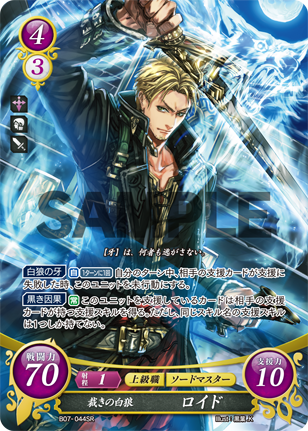 4
3
SAMPLE
【牙】は、何者も逃がさない。
白狼の牙 自 1ターンに1回 自分のターン中、相手の支援カードが支援に
失敗した時、このユニットを未行動にする。
黒き因果 常 このユニットを支援しているカードは相手の支援
カードが持つ支援スキルを得る。ただし、同じスキル名の支援スキル
は1つしか持てない。
戦闘力 70
射程 1 上級職 ソードマスター
支援力 10
裁きの白狼 ロイド
B07-044SR
Illust：黒葉.K